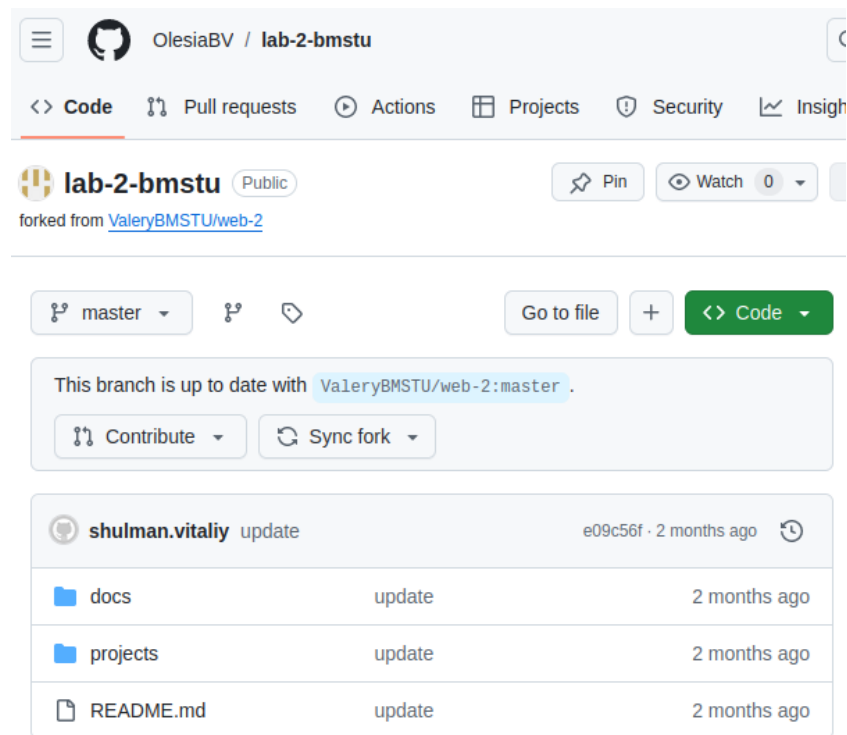 OlesiaBV / lab-2-bmstu
Code Pull requests Actions Projects Security
lab-2-bmstu Public Pin Watch 0
forked from ValeryBMSTU/web-2
master Go to file + Code
This branch is up to date with ValeryBMSTU/web-2:master.
Contribute Sync fork
shulman.vitaliy update e09c56f · 2 months ago
docs update 2 months ago
projects update 2 months ago
README.md update 2 months ago